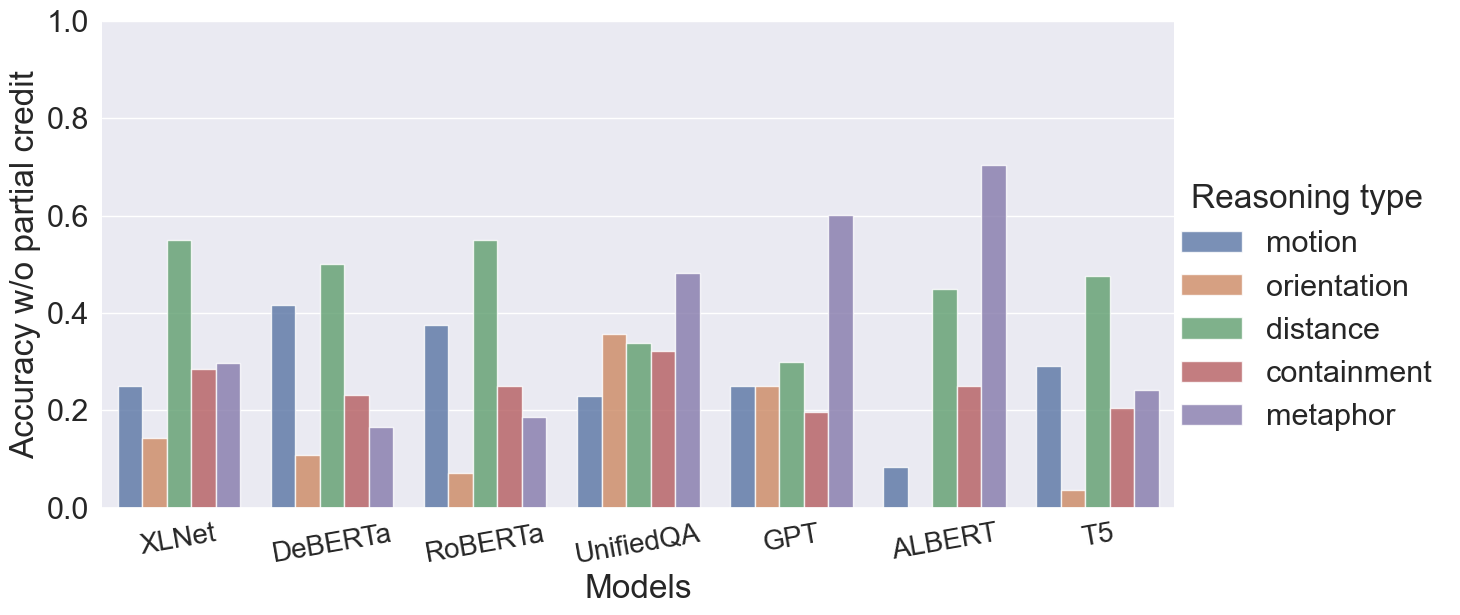 Accuracy w/o partial credit
1.0
0.8
0.6
0.4
0.2
0.0
XLNet
DeBERTa
RoBERTa
UnifiedQA
GPT
ALBERT
T5
Models
Reasoning type
motion
orientation
distance
containment
metaphor